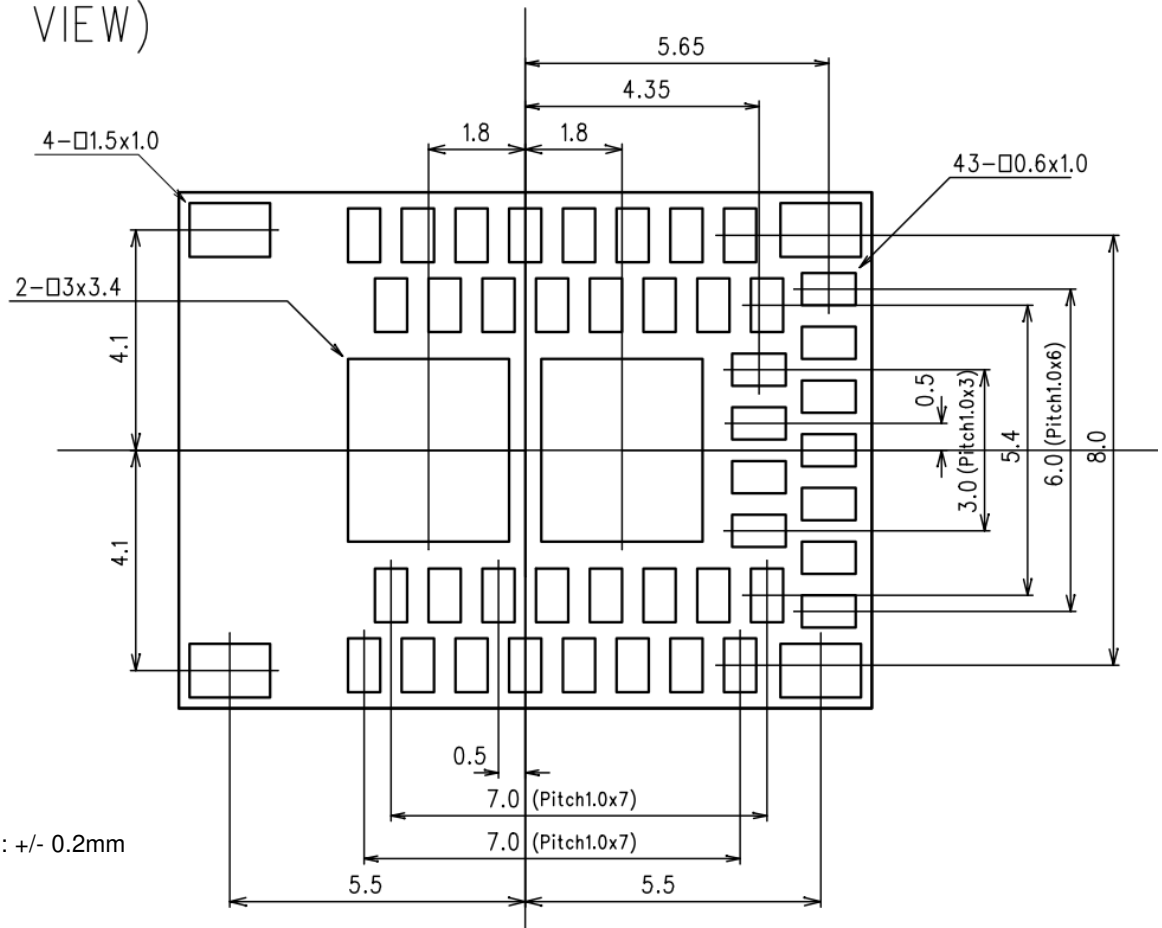 VIEW)
5.65
4.35
1.8
1.8
4-□1.5x1.0
43-□0.6x1.0
2-□3x3.4
4.1
4.1
0.5
3.0 (Pitch1.0x3)
5.4
6.0 (Pitch1.0x6)
8.0
0.5
7.0 (Pitch1.0x7)
7.0 (Pitch1.0x7)
: +/- 0.2mm
5.5
5.5